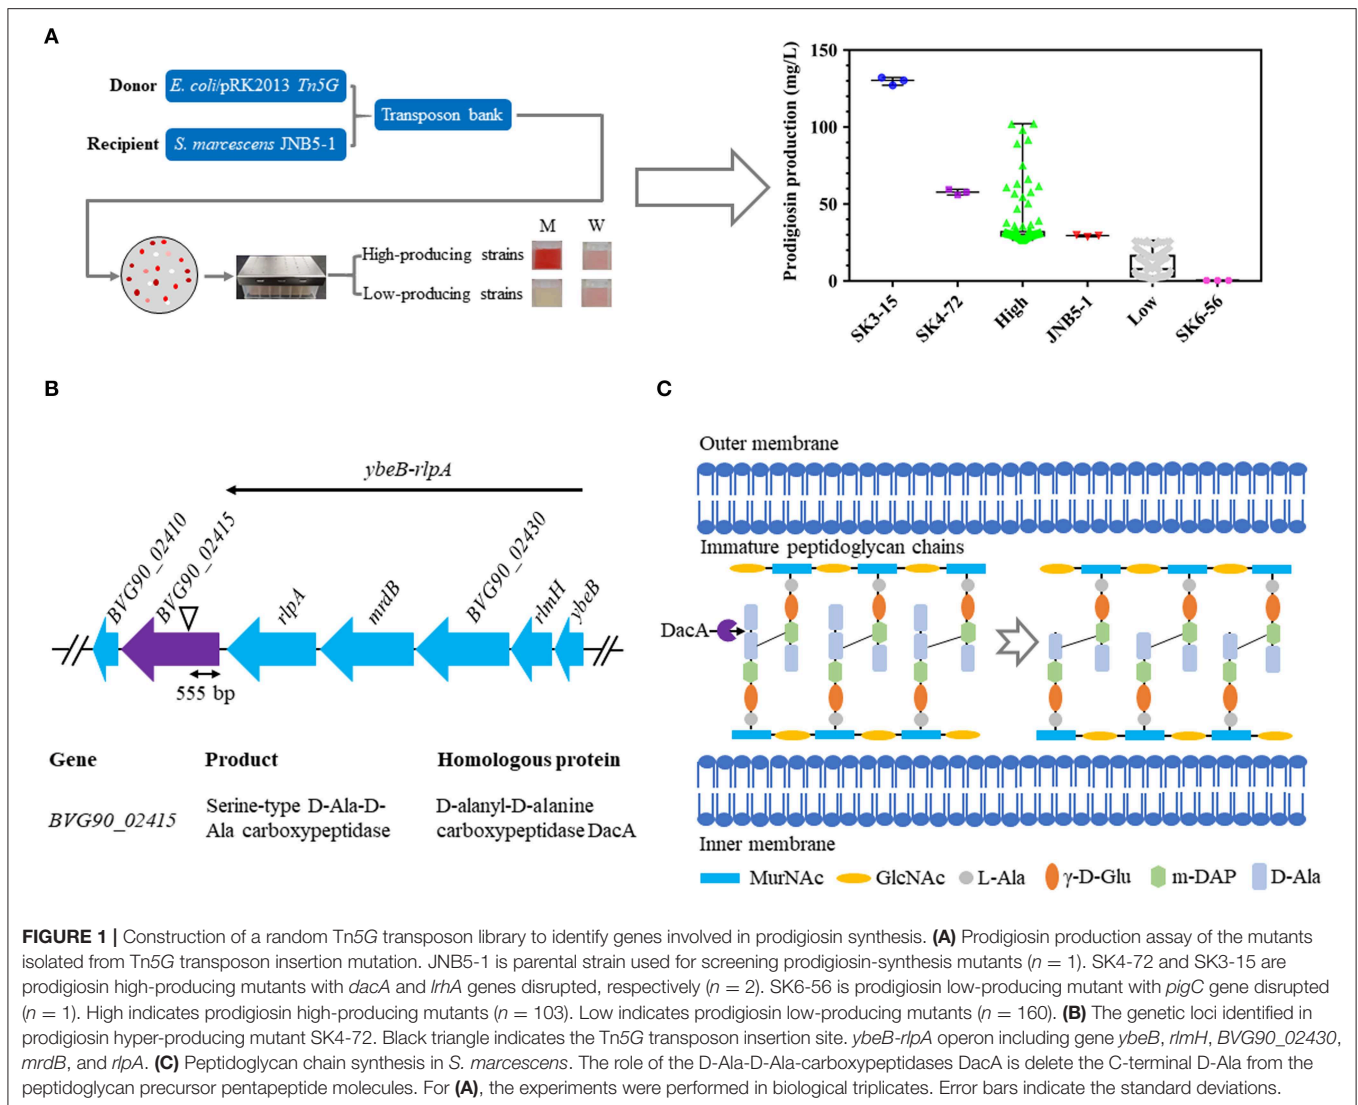 A
Donor
E. coli/pRK2013 Tn5G
Recipient
S. marcescens JNB5-1
Transposon bank
M W
High-producing strains
Low-producing strains
Prodigiosin production (mg/L)
150
100
50
0
SK3-15
SK4-72
High
JNB5-1
Low
SK6-56
B
ybeB-rlpA
BVG90_02410
BVG90_02415
rlpA
mrdB
BVG90_02430
rlmH
ybeB
555 bp
Gene Product Homologous protein
BVG90_02415
Serine-type D-Ala-D-
Ala carboxypeptidase
D-alanyl-D-alanine
carboxypeptidase DacA
C
Outer membrane
Immature peptidoglycan chains
DacA
Inner membrane
MurNAc GlcNAc L-Ala γ-D-Glu m-DAP D-Ala
FIGURE 1 | Construction of a random Tn5G transposon library to identify genes involved in prodigiosin synthesis. (A) Prodigiosin production assay of the mutants
isolated from Tn5G transposon insertion mutation. JNB5-1 is parental strain used for screening prodigiosin-synthesis mutants (n = 1). SK4-72 and SK3-15 are
prodigiosin high-producing mutants with dacA and lrhA genes disrupted, respectively (n = 2). SK6-56 is prodigiosin low-producing mutant with pigC gene disrupted
(n = 1). High indicates prodigiosin high-producing mutants (n = 103). Low indicates prodigiosin low-producing mutants (n = 160). (B) The genetic loci identified in
prodigiosin hyper-producing mutant SK4-72. Black triangle indicates the Tn5G transposon insertion site. ybeB-rlpA operon including gene ybeB, rlmH, BVG90_02430,
mrdB, and rlpA. (C) Peptidoglycan chain synthesis in S. marcescens. The role of the D-Ala-D-Ala-carboxypeptidases DacA is delete the C-terminal D-Ala from the
peptidoglycan precursor pentapeptide molecules. For (A), the experiments were performed in biological triplicates. Error bars indicate the standard deviations.